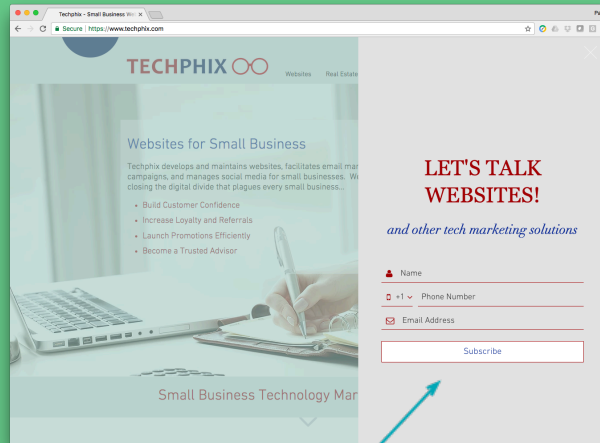 Techphix - Small Business We
Secure | https://www.techphix.com
TECHPHIX
Websites Real Estate
Websites for Small Business
Techphix develops and maintains websites, facilitates email mar
campaigns, and manages social media for small businesses. We
closing the digital divide that plagues every small business...
• Build Customer Confidence
• Increase Loyalty and Referrals
• Launch Promotions Efficiently
• Become a Trusted Advisor
Small Business Technology Mar
LET'S TALK
WEBSITES!
and other tech marketing solutions
Name
+1 Phone Number
Email Address
Subscribe